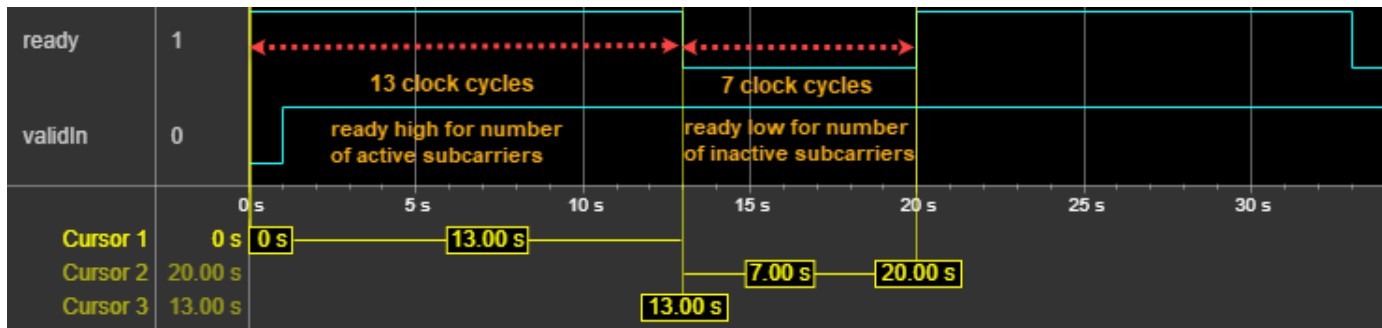 ready 1
13 clock cycles 7 clock cycles
validIn 0
ready high for number
of active subcarriers
ready low for number
of inactive subcarriers
0 s 5 s 10 s 15 s 20 s 25 s 30 s
Cursor 1 0 s 0 s 13.00 s
Cursor 2 20.00 s 7.00 s 20.00 s
Cursor 3 13.00 s 13.00 s